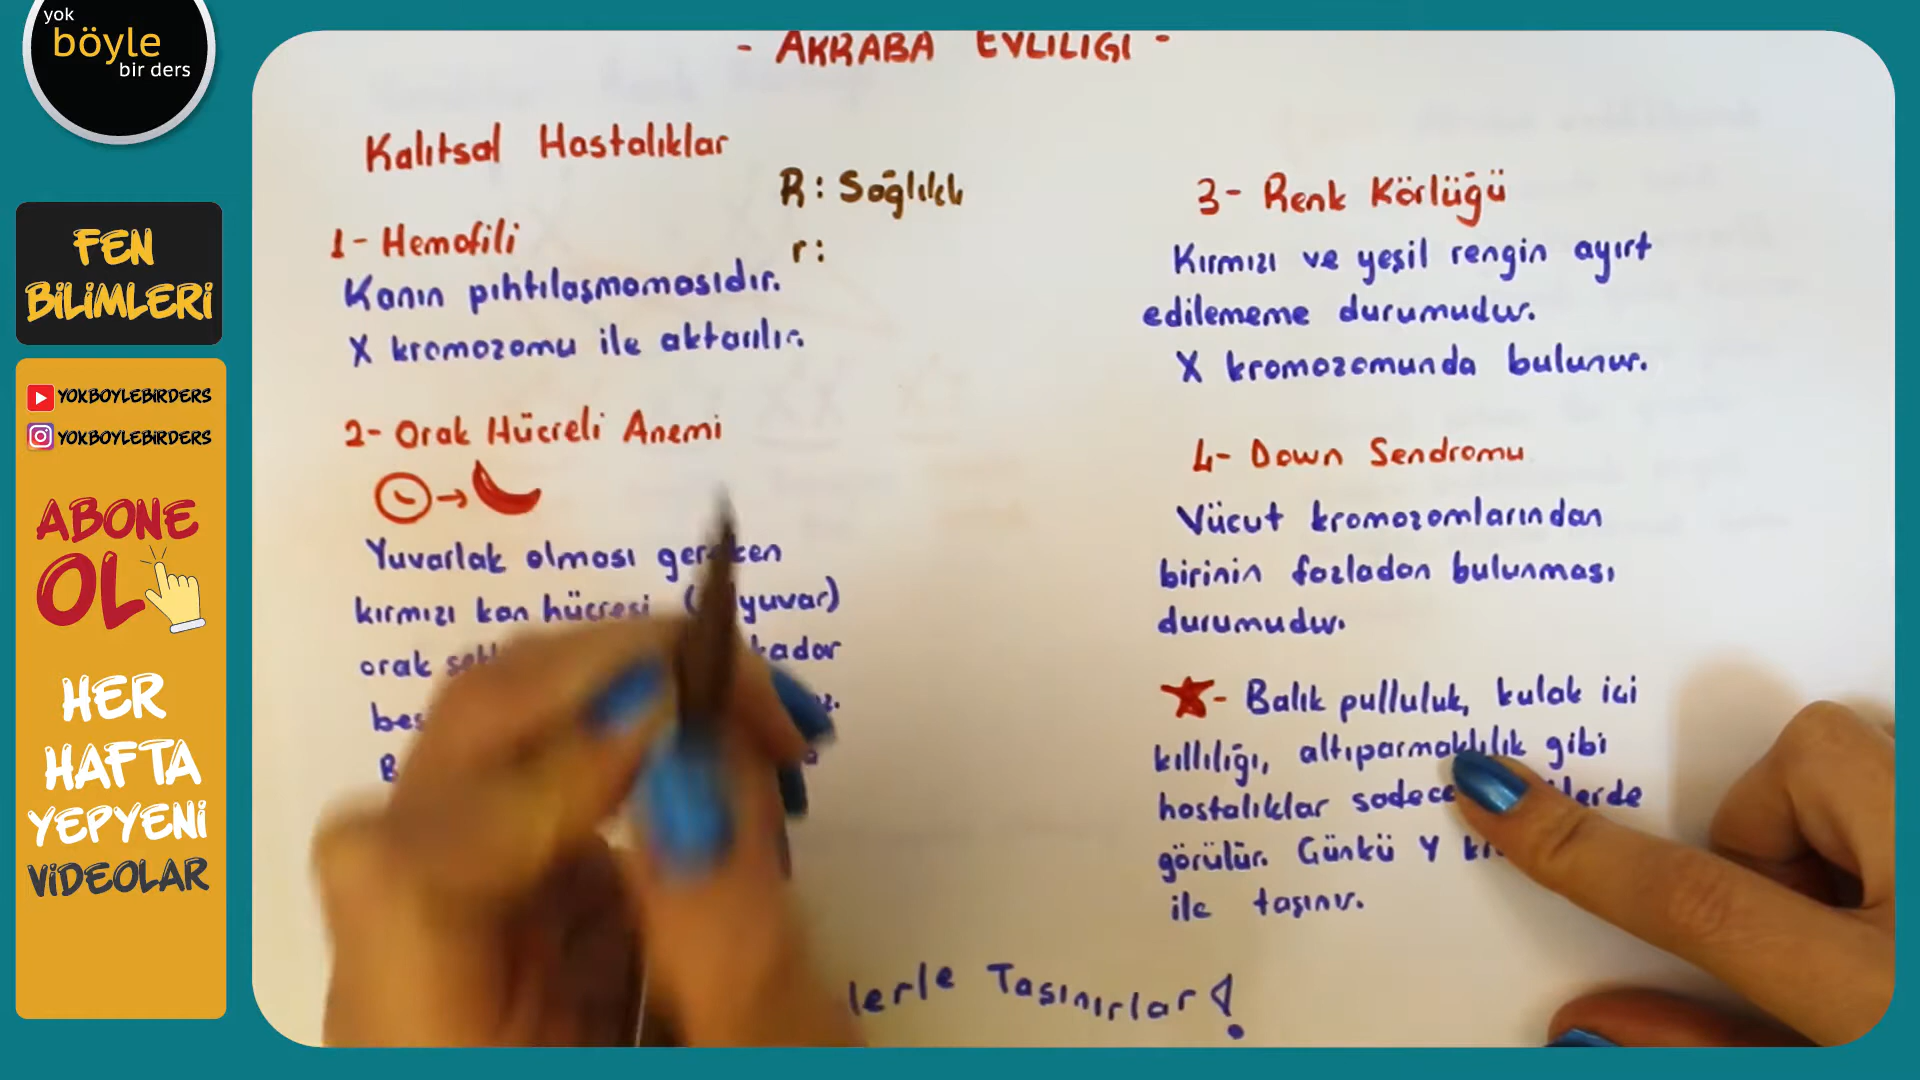 yok
böyle
bir ders
FEN
BİLİMLERİ
YOKBOYLEBIRDERS
YOKBOYLEBIRDERS
ABONE
OL
HER
HAFTA
YEPYENİ
VİDEOLAR
- AKRABA EVLİLİĞİ -
Kalıtsal Hastalıklar
R: Sağlıklı
r:
1- Hemofili
Kanın pıhtılaşmamasıdır.
X kromozomu ile aktarılır.
2- Orak Hücreli Anemi
Yuvarlak olması gereken
kırmızı kan hücresi yuvar)
orak kadar
3- Renk Körlüğü
Kırmızı ve yeşil rengin ayırt
edilememe durumudur.
X kromozomunda bulunur.
4- Down Sendromu
Vücut kromozomlarından
birinin fazladan bulunması
durumudur.
- Balık pulluluk, kulak içi
kıllılığı, altıparmaklılık gibi
hastalıklar sadece lerde
görülür. Çünkü Y
ile taşınır.
lerle Taşınırlar!